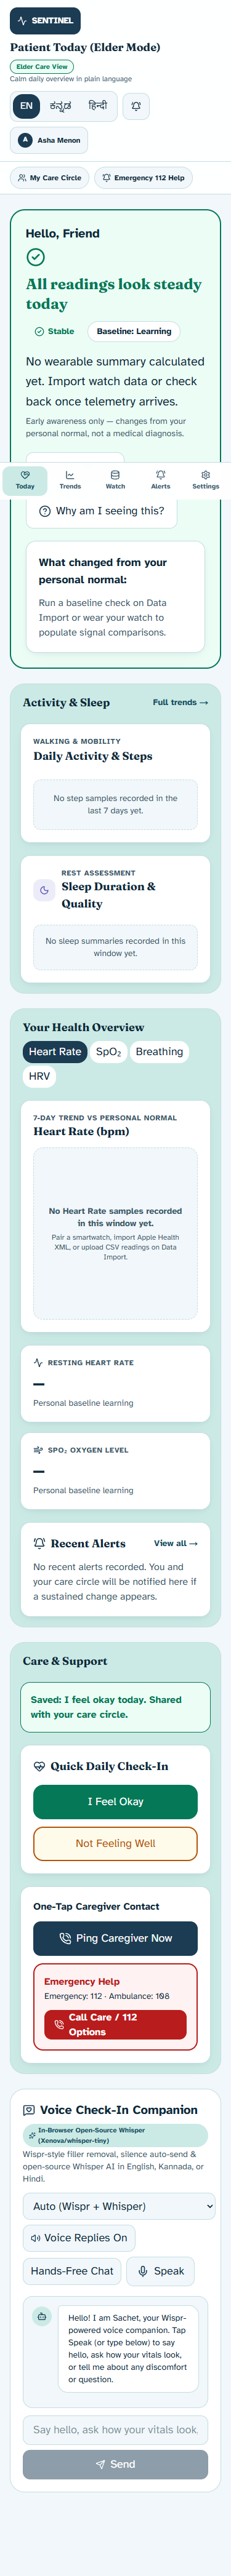 SENTINEL
Patient Today (Elder Mode)
Elder Care View
Calm daily overview in plain language
EN ಕನ್ನಡ हिन्दी
A Asha Menon
My Care Circle Emergency 112 Help
Hello, Friend
All readings look steady
today
Stable Baseline: Learning
No wearable summary calculated
yet. Import watch data or check
back once telemetry arrives.
Early awareness only — changes from your
personal normal, not a medical diagnosis.
Today Trends Watch Alerts Settings
Why am I seeing this?
What changed from your
personal normal:
Run a baseline check on Data
Import or wear your watch to
populate signal comparisons.
Activity & Sleep Full trends →
WALKING & MOBILITY
Daily Activity & Steps
No step samples recorded in the
last 7 days yet.
REST ASSESSMENT
Sleep Duration &
Quality
No sleep summaries recorded in this
window yet.
Your Health Overview
Heart Rate SpO₂ Breathing
HRV
7-DAY TREND VS PERSONAL NORMAL
Heart Rate (bpm)
No Heart Rate samples recorded
in this window yet.
Pair a smartwatch, import Apple Health
XML, or upload CSV readings on Data
Import.
RESTING HEART RATE
—
Personal baseline learning
SPO₂ OXYGEN LEVEL
—
Personal baseline learning
Recent Alerts View all →
No recent alerts recorded. You and
your care circle will be notified here if
a sustained change appears.
Care & Support
Saved: I feel okay today. Shared
with your care circle.
Quick Daily Check-In
I Feel Okay
Not Feeling Well
One-Tap Caregiver Contact
Ping Caregiver Now
Emergency Help
Emergency: 112 · Ambulance: 108
Call Care / 112
Options
Voice Check-In Companion
In-Browser Open-Source Whisper
(Xenova/whisper-tiny)
Wispr-style filler removal, silence auto-send &
open-source Whisper AI in English, Kannada, or
Hindi.
Auto (Wispr + Whisper)
Voice Replies On
Hands-Free Chat Speak
Hello! I am Sachet, your Wispr-
powered voice companion. Tap
Speak (or type below) to say
hello, ask how your vitals look,
or tell me about any discomfort
or question.
Say hello, ask how your vitals look,
Send